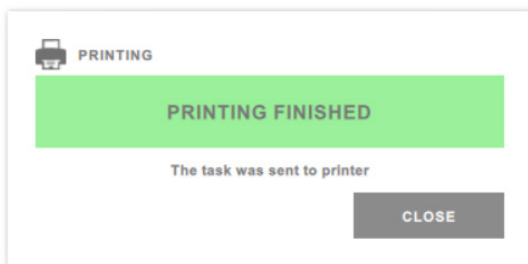 PRINTING
PRINTING FINISHED
The task was sent to printer
CLOSE